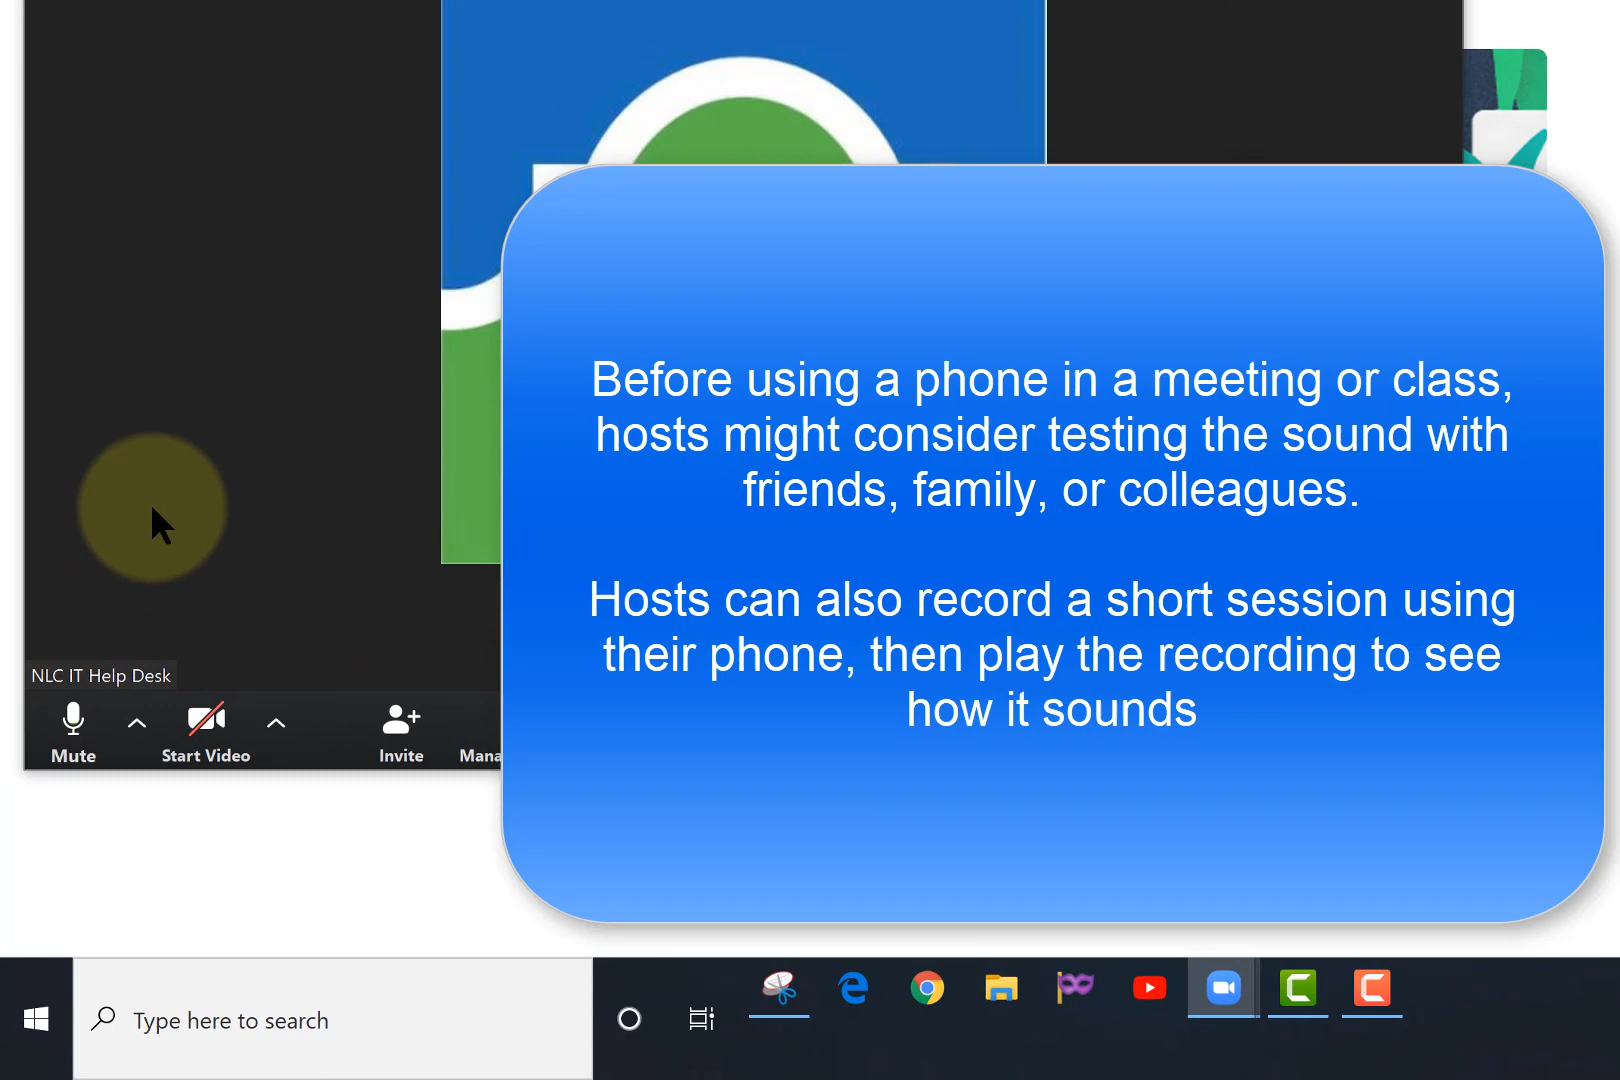 Before using a phone in a meeting or class,
hosts might consider testing the sound with
friends, family, or colleagues.
Hosts can also record a short session using
their phone, then play the recording to see
how it sounds
NLC IT Help Desk
Mute
Start Video
Invite
Mana
Type here to search